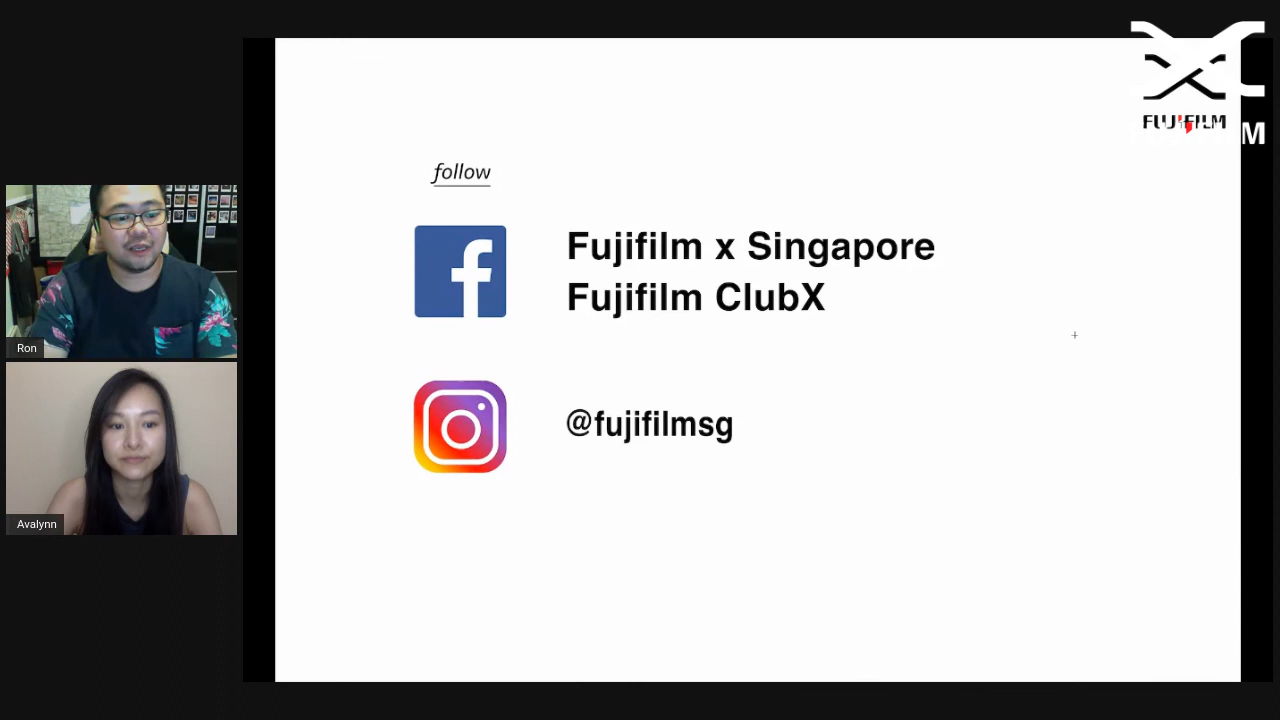 FUJIFILM
follow
Fujifilm x Singapore
Fujifilm ClubX
@fujifilmsg
Ron
Avalynn